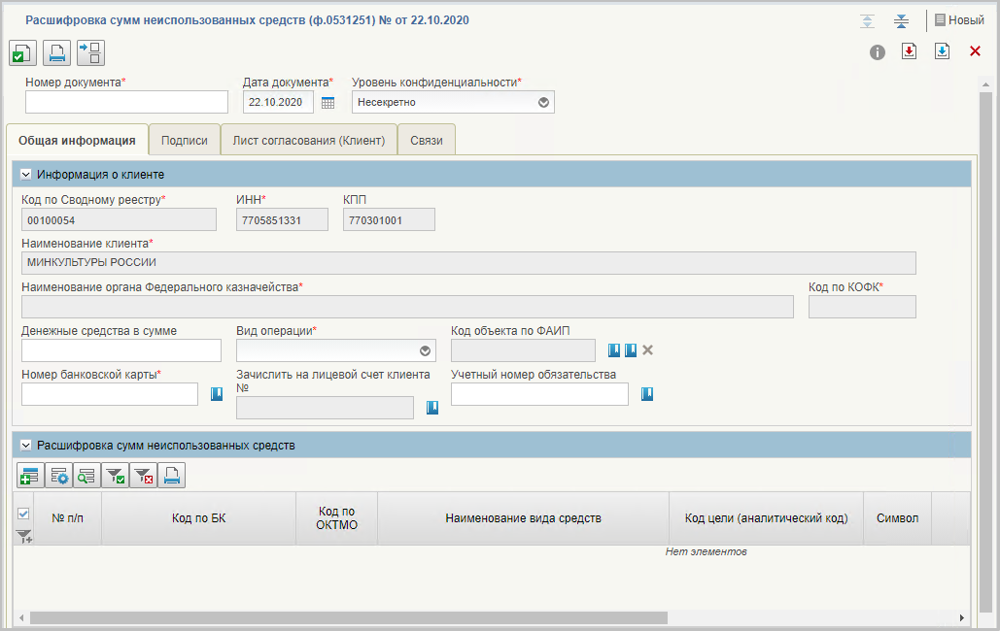 Расшифровка сумм неиспользованных средств (ф.0531251) № от 22.10.2020
Новый
Номер документа* Дата документа* Уровень конфиденциальности*
22.10.2020 Несекретно
Общая информация Подписи Лист согласования (Клиент) Связи
Информация о клиенте
Код по Сводному реестру* ИНН* КПП
00100054 7705851331 770301001
Наименование клиента*
МИНКУЛЬТУРЫ РОССИИ
Наименование органа Федерального казначейства* Код по КОФК*
Денежные средства в сумме Вид операции* Код объекта по ФАИП
Номер банковской карты* Зачислить на лицевой счет клиента Учетный номер обязательства
№
Расшифровка сумм неиспользованных средств
№ п/п Код по БК Код по Наименование вида средств Код цели (аналитический код) Символ
ОКТМО
Нет элементов